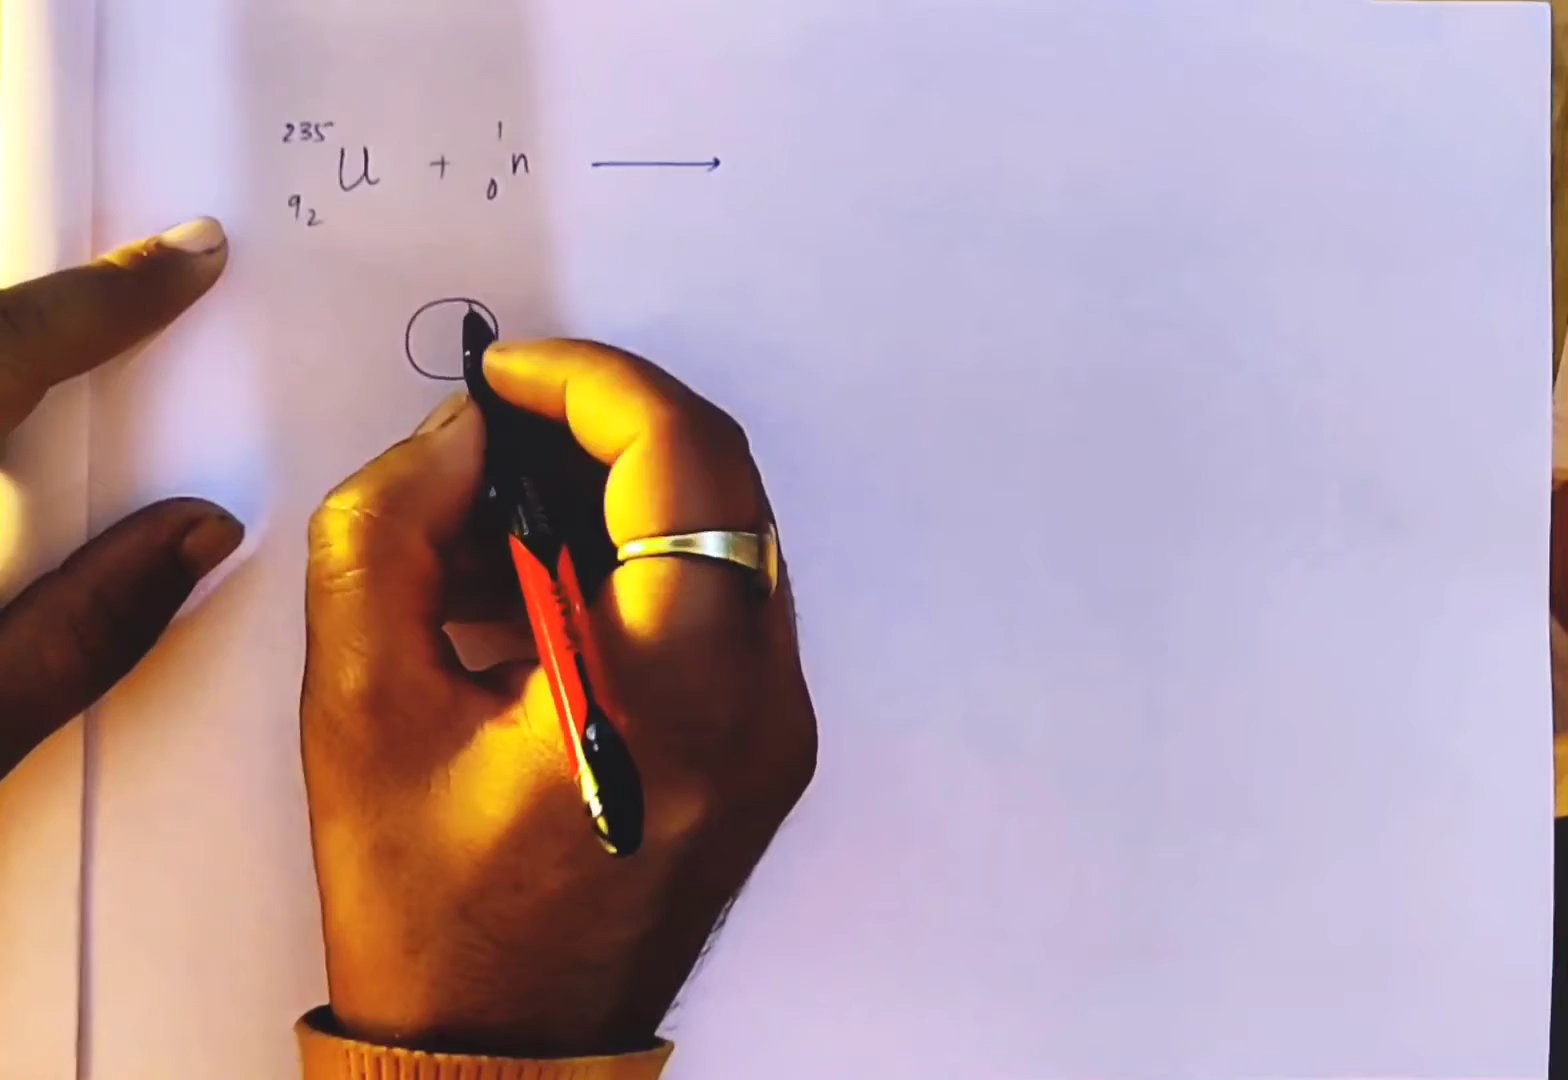 ²³⁵₉₂U + ¹₀n ⟶